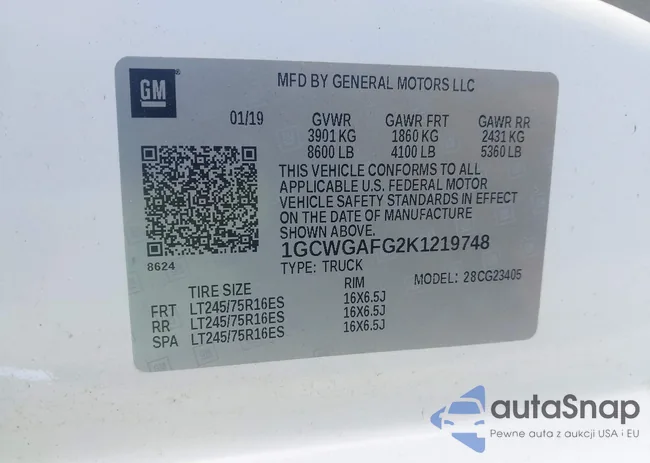 GM
MFD BY GENERAL MOTORS LLC
01/19 GVWR GAWR FRT GAWR RR
3901 KG 1860 KG 2431 KG
8600 LB 4100 LB 5360 LB
THIS VEHICLE CONFORMS TO ALL
APPLICABLE U.S. FEDERAL MOTOR
VEHICLE SAFETY STANDARDS IN EFFECT
ON THE DATE OF MANUFACTURE
SHOWN ABOVE.
8624
1GCWGAFG2K1219748
TYPE: TRUCK MODEL: 28CG23405
TIRE SIZE RIM
FRT LT245/75R16ES 16X6.5J
RR LT245/75R16ES 16X6.5J
SPA LT245/75R16ES 16X6.5J
autaSnap
Pewne auta z aukcji USA i EU